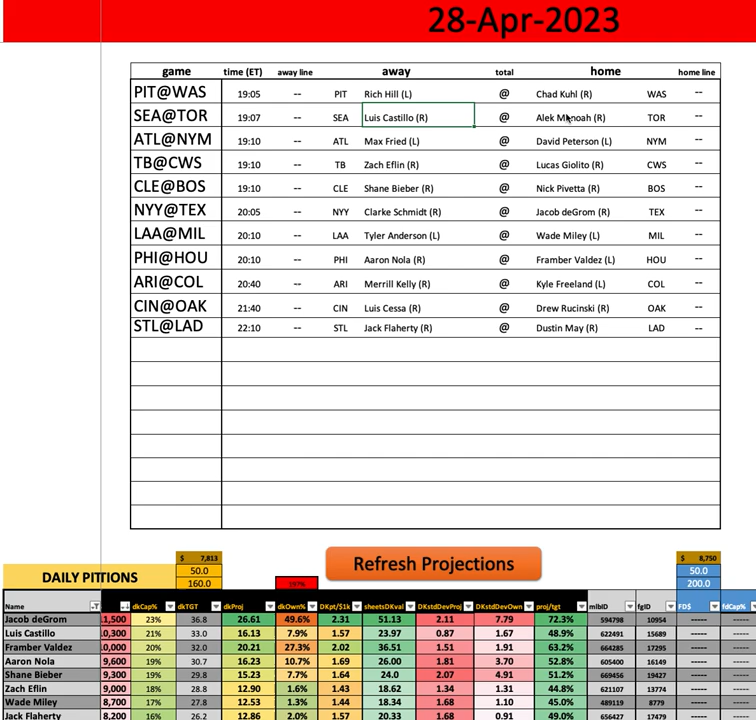 28-Apr-2023
game time (ET) away line away total home home line
PIT@WAS 19:05 -- PIT Rich Hill (L) @ Chad Kuhl (R) WAS --
SEA@TOR 19:07 -- SEA Luis Castillo (R) @ Alek Manoah (R) TOR --
ATL@NYM 19:10 -- ATL Max Fried (L) @ David Peterson (L) NYM --
TB@CWS 19:10 -- TB Zach Eflin (R) @ Lucas Giolito (R) CWS --
CLE@BOS 19:10 -- CLE Shane Bieber (R) @ Nick Pivetta (R) BOS --
NYY@TEX 20:05 -- NYY Clarke Schmidt (R) @ Jacob deGrom (R) TEX --
LAA@MIL 20:10 -- LAA Tyler Anderson (L) @ Wade Miley (L) MIL --
PHI@HOU 20:10 -- PHI Aaron Nola (R) @ Framber Valdez (L) HOU --
ARI@COL 20:40 -- ARI Merrill Kelly (R) @ Kyle Freeland (L) COL --
CIN@OAK 21:40 -- CIN Luis Cessa (R) @ Drew Rucinski (R) OAK --
STL@LAD 22:10 -- STL Jack Flaherty (R) @ Dustin May (R) LAD --
$ 7,813 $ 8,750
50.0 Refresh Projections 50.0
DAILY PITIONS 160.0 197% 200.0
Name dkCap% dkTGT dkProj dkOwn% DKpt/$1k sheetsDKval DKstdDevProj DKstdDevOwn proj/tgt mlbID fgID FD$ fdCap%
Jacob deGrom 1,500 23% 36.8 26.61 49.6% 2.31 51.13 2.11 7.79 72.3% 594798 10954 ----- -----
Luis Castillo 0,300 21% 33.0 16.13 7.9% 1.57 23.97 0.87 1.67 48.9% 622491 15689 ----- -----
Framber Valdez 0,000 20% 32.0 20.21 27.3% 2.02 36.51 1.51 1.91 63.2% 664285 17295 ----- -----
Aaron Nola 9,600 19% 30.7 16.23 10.7% 1.69 26.00 1.81 3.70 52.8% 605400 16149 ----- -----
Shane Bieber 9,300 19% 29.8 15.23 7.7% 1.64 24.0 2.07 4.91 51.2% 669456 19427 ----- -----
Zach Eflin 9,000 18% 28.8 12.90 1.6% 1.43 18.62 1.34 1.31 44.8% 621107 13774 ----- -----
Wade Miley 8,700 17% 27.8 12.53 1.3% 1.44 18.34 1.68 1.10 45.0% 489119 8779 ----- -----
Jack Flaherty 8,200 16% 26.2 12.86 2.0% 1.57 20.33 1.68 0.91 49.0% 656427 17479 ----- -----